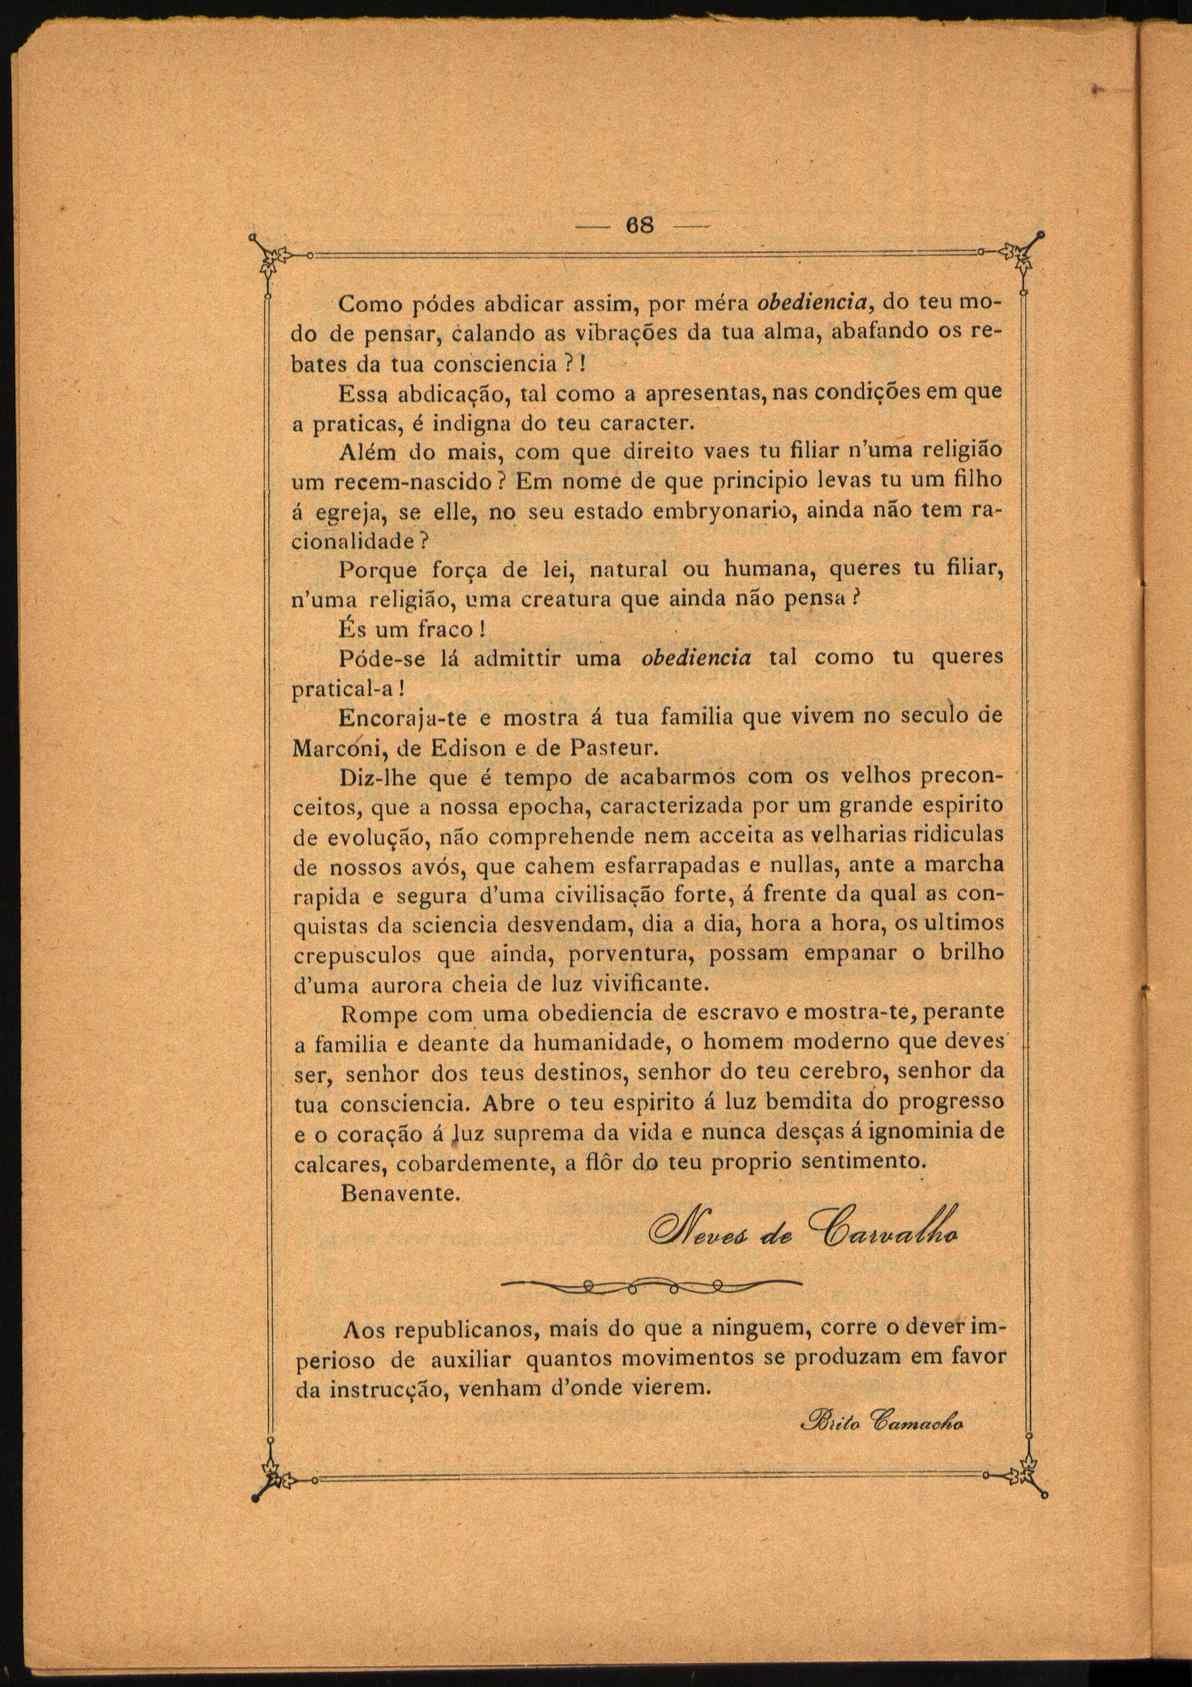 — 68 —
Como pódes abdicar assim, por méra obediencia, do teu mo-
do de pensar, calando as vibrações da tua alma, abafando os re-
bates da tua consciencia ?!
Essa abdicação, tal como a apresentas, nas condições em que
a praticas, é indigna do teu caracter.
Além do mais, com que direito vaes tu filiar n'uma religião
um recem-nascido ? Em nome de que principio levas tu um filho
á egreja, se elle, no seu estado embryonario, ainda não tem ra-
cionalidade ?
Porque força de lei, natural ou humana, queres tu filiar,
n'uma religião, uma creatura que ainda não pensa ?
És um fraco !
Póde-se lá admittir uma obediencia tal como tu queres
pratical-a !
Encoraja-te e mostra á tua familia que vivem no seculo de
Marconi, de Edison e de Pasteur.
Diz-lhe que é tempo de acabarmos com os velhos precon-
ceitos, que a nossa epocha, caracterizada por um grande espirito
de evolução, não comprehende nem acceita as velharias ridiculas
de nossos avós, que cahem esfarrapadas e nullas, ante a marcha
rapida e segura d'uma civilisação forte, á frente da qual as con-
quistas da sciencia desvendam, dia a dia, hora a hora, os ultimos
crepusculos que ainda, porventura, possam empanar o brilho
d'uma aurora cheia de luz vivificante.
Rompe com uma obediencia de escravo e mostra-te, perante
a familia e deante da humanidade, o homem moderno que deves
ser, senhor dos teus destinos, senhor do teu cerebro, senhor da
tua consciencia. Abre o teu espirito á luz bemdita do progresso
e o coração á luz suprema da vida e nunca desças á ignominia de
calcares, cobardemente, a flôr do teu proprio sentimento.
Benavente.
Neves de Carvalho
Aos republicanos, mais do que a ninguem, corre o dever im-
perioso de auxiliar quantos movimentos se produzam em favor
da instrucção, venham d'onde vierem.
Brito Camacho